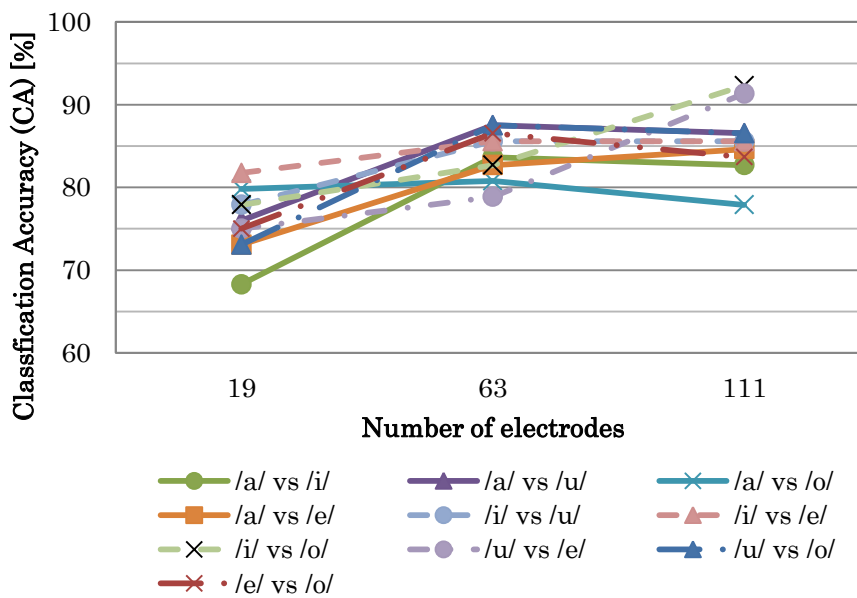 100
90
80
70
60
Classfication Accuracy (CA) [%]
19 63 111
Number of electrodes
/a/ vs /i/ /a/ vs /u/ /a/ vs /o/
/a/ vs /e/ /i/ vs /u/ /i/ vs /e/
/i/ vs /o/ /u/ vs /e/ /u/ vs /o/
/e/ vs /o/